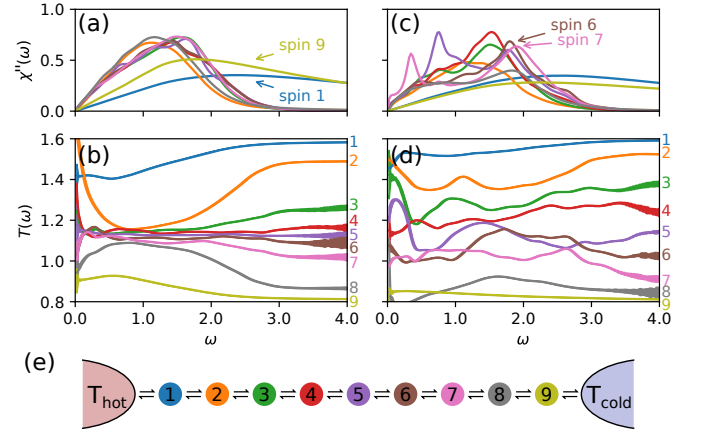 (a)
spin 9
spin 1
χ''(ω)
1.0
0.5
0.0
(c)
spin 6
spin 7
(b)
T(ω)
1.6
1.4
1.2
1.0
0.8
1
2
3
4
5
6
7
8
9
0.0 1.0 2.0 3.0 4.0
ω
(d)
1
2
3
4
5
6
7
8
9
0.0 1.0 2.0 3.0 4.0
ω
(e)
T_hot ⇌ 1 ⇌ 2 ⇌ 3 ⇌ 4 ⇌ 5 ⇌ 6 ⇌ 7 ⇌ 8 ⇌ 9 ⇌ T_cold